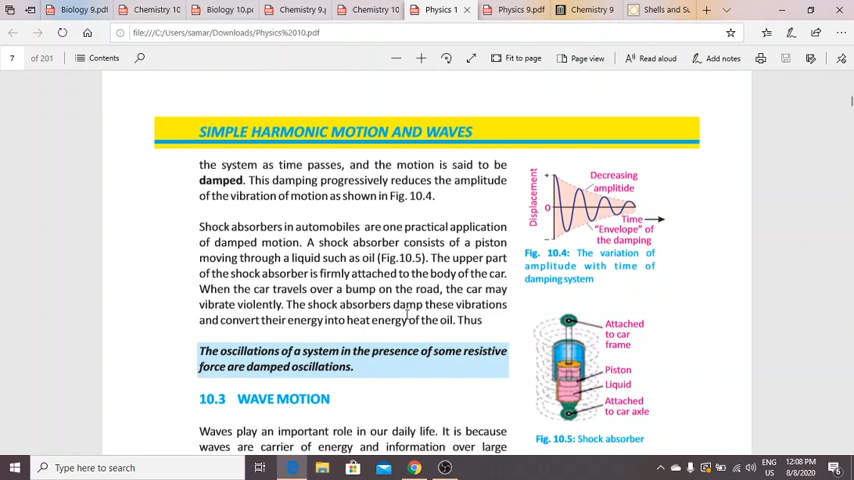 Biology 9.pdf
Chemistry 10
Biology 10.pc
Chemistry 9.
Chemistry 10
Physics 1
Physics 9.pdf
Chemistry 9
Shells and Su
file:///C:/Users/samar/Downloads/Physics%2010.pdf
7 of 201
Contents
Fit to page
Page view
Read aloud
Add notes
SIMPLE HARMONIC MOTION AND WAVES
the system as time passes, and the motion is said to be
damped. This damping progressively reduces the amplitude
of the vibration of motion as shown in Fig. 10.4.
Shock absorbers in automobiles are one practical application
of damped motion. A shock absorber consists of a piston
moving through a liquid such as oil (Fig.10.5). The upper part
of the shock absorber is firmly attached to the body of the car.
When the car travels over a bump on the road, the car may
vibrate violently. The shock absorbers damp these vibrations
and convert their energy into heat energy of the oil. Thus
The oscillations of a system in the presence of some resistive
force are damped oscillations.
10.3 WAVE MOTION
Waves play an important role in our daily life. It is because
waves are carrier of energy and information over large
Displacement
+
0
−
Decreasing
amplitide
Time
"Envelope" of
the damping
Fig. 10.4: The variation of
amplitude with time of
damping system
Attached
to car
frame
Piston
Liquid
Attached
to car axle
Fig. 10.5: Shock absorber
Type here to search
ENG
US
12:08 PM
8/8/2020